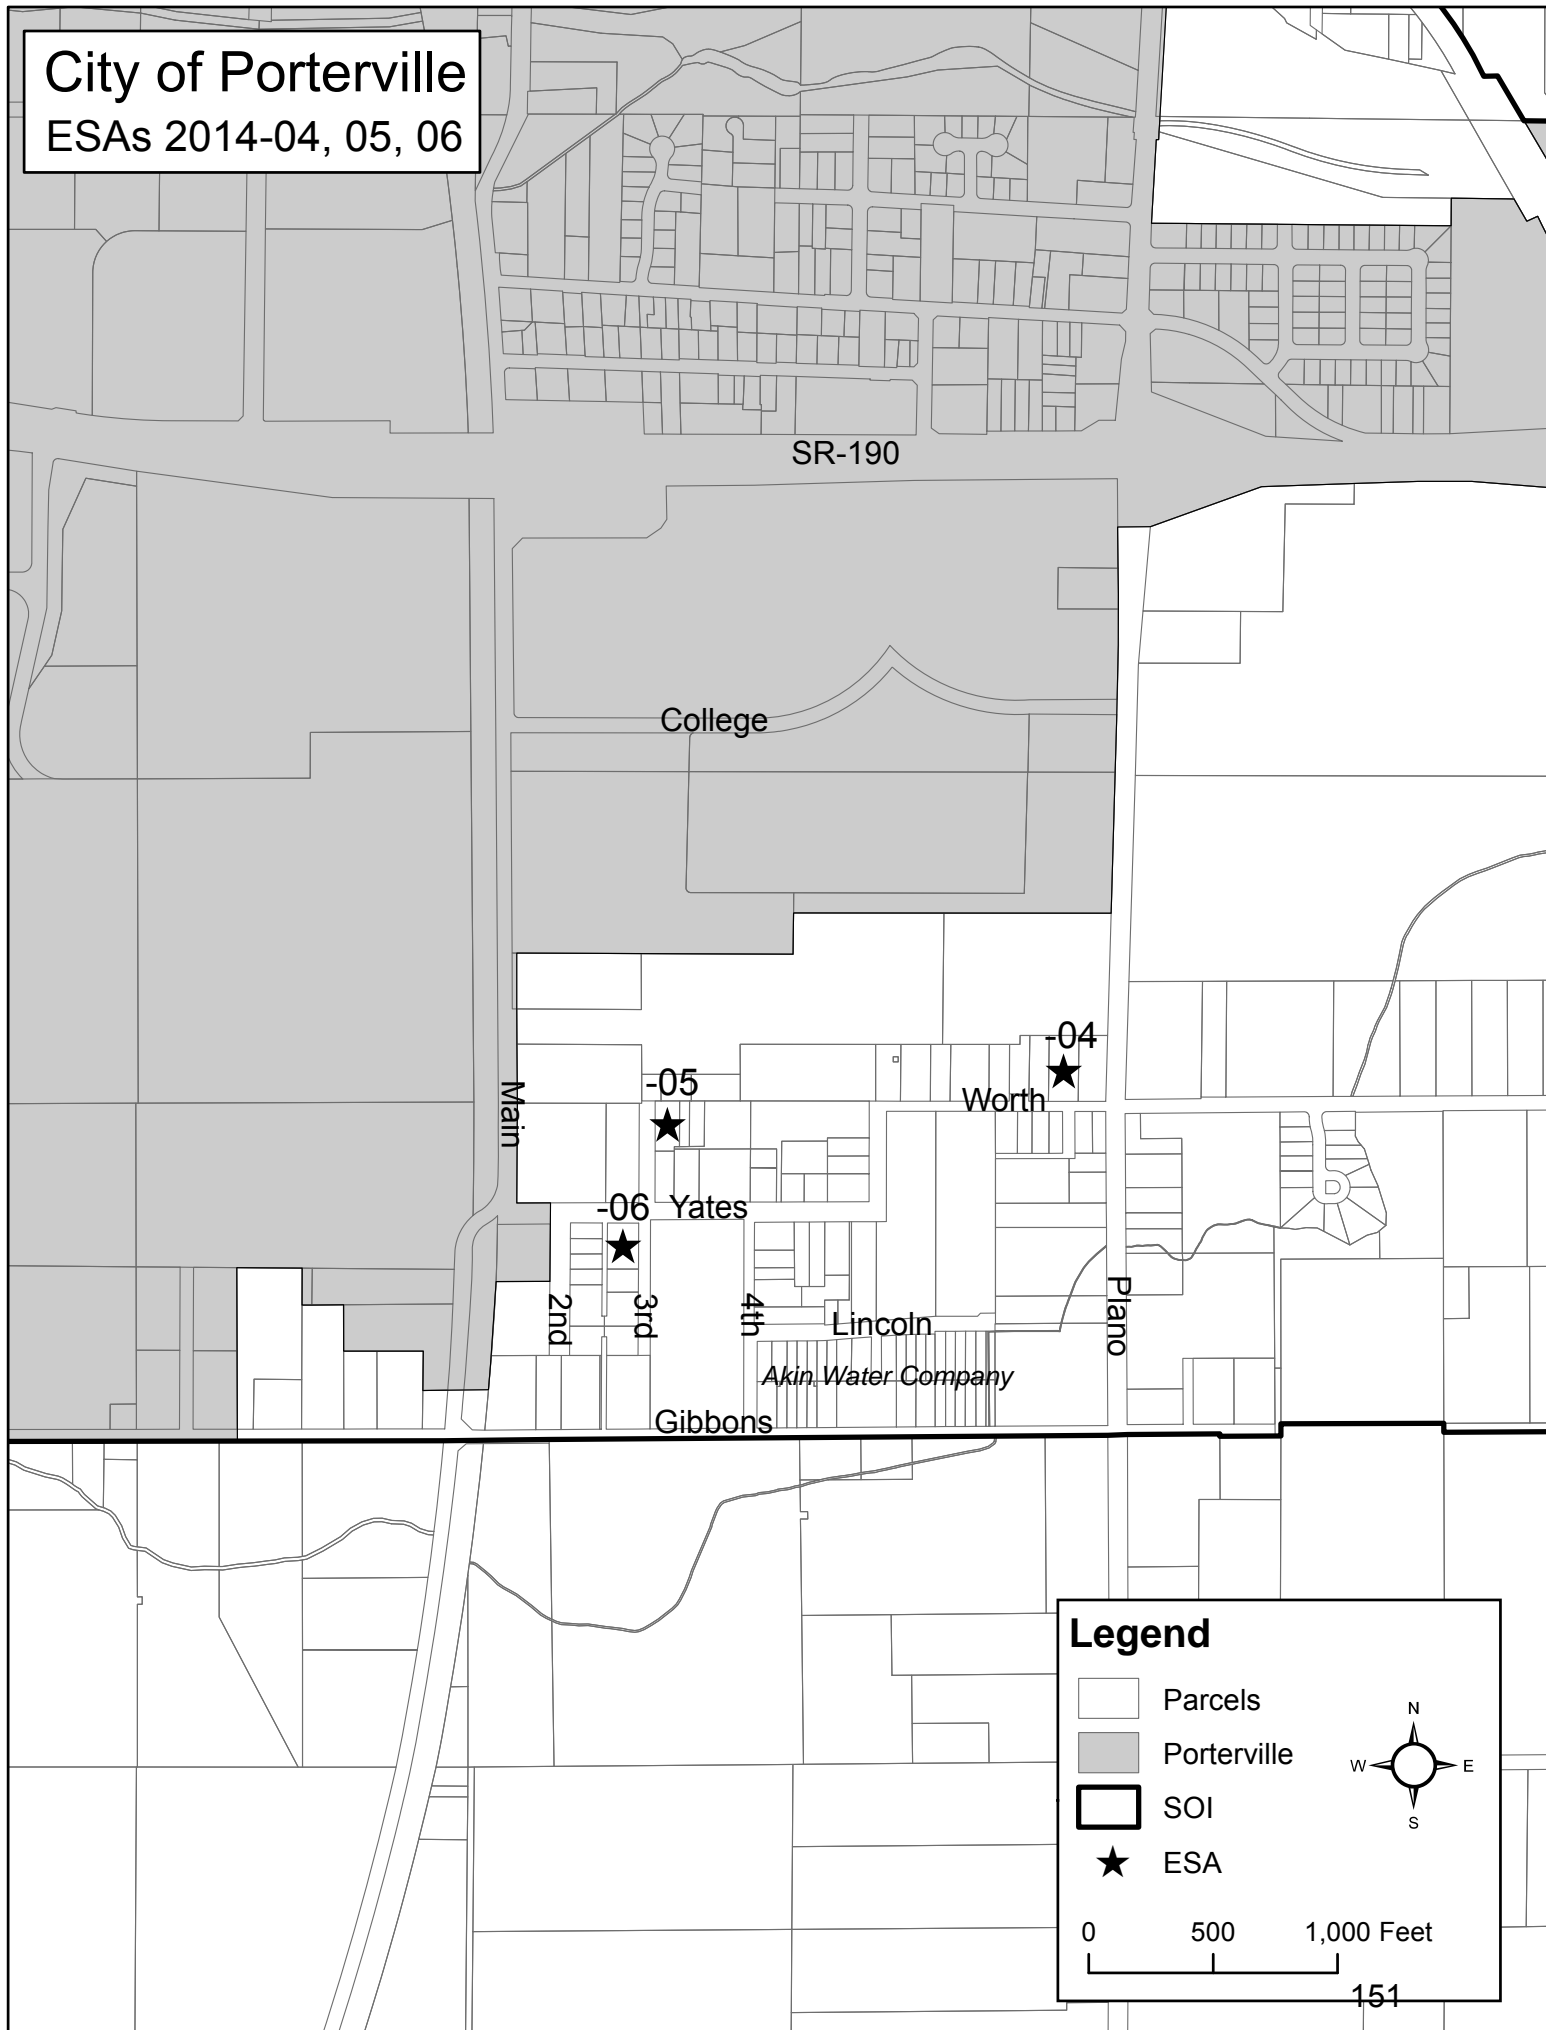 City of Porterville
ESAs 2014-04, 05, 06
SR-190
College
-04
Worth
-05
Main
-06
Yates
2nd
3rd
4th
Plano
Lincoln
Akin Water Company
Gibbons
Legend
Parcels
Porterville
SOI
ESA
N
W
E
S
0
500
1,000 Feet
151